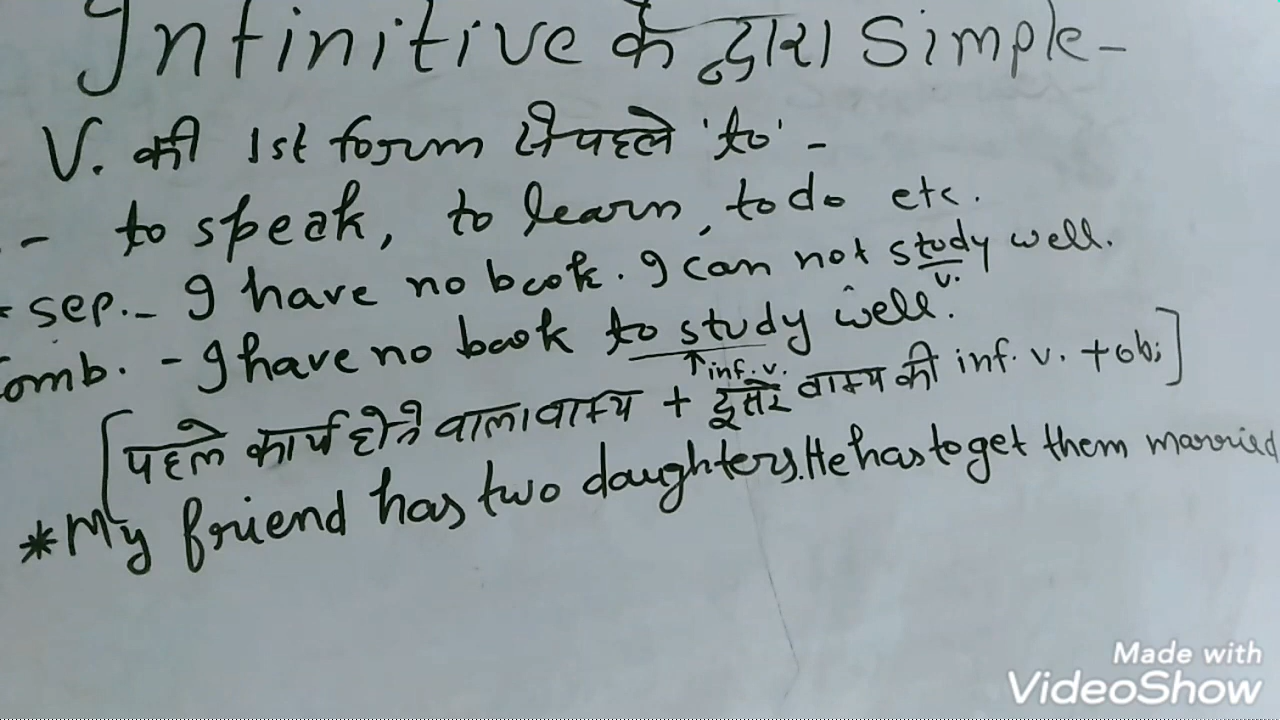 Infinitive के द्वारा Simple -
V. की 1st form से पहले 'to' -
- to speak, to learn, to do etc.
sep. - I have no book. I can not study well.
v.
omb. - I have no book to study well.
inf. v.
[पहले कार्य होने वाला वाक्य + दूसरे वाक्य की inf. v. + obj]
* My friend has two daughters. He has to get them married
Made with
VideoShow